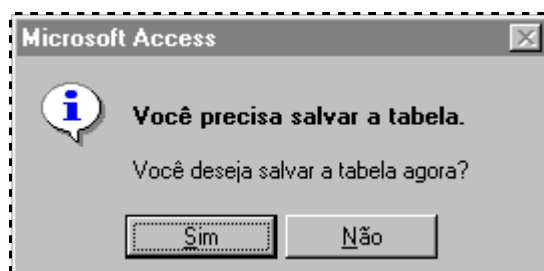 Microsoft Access
Você precisa salvar a tabela.
Você deseja salvar a tabela agora?
Sim Não